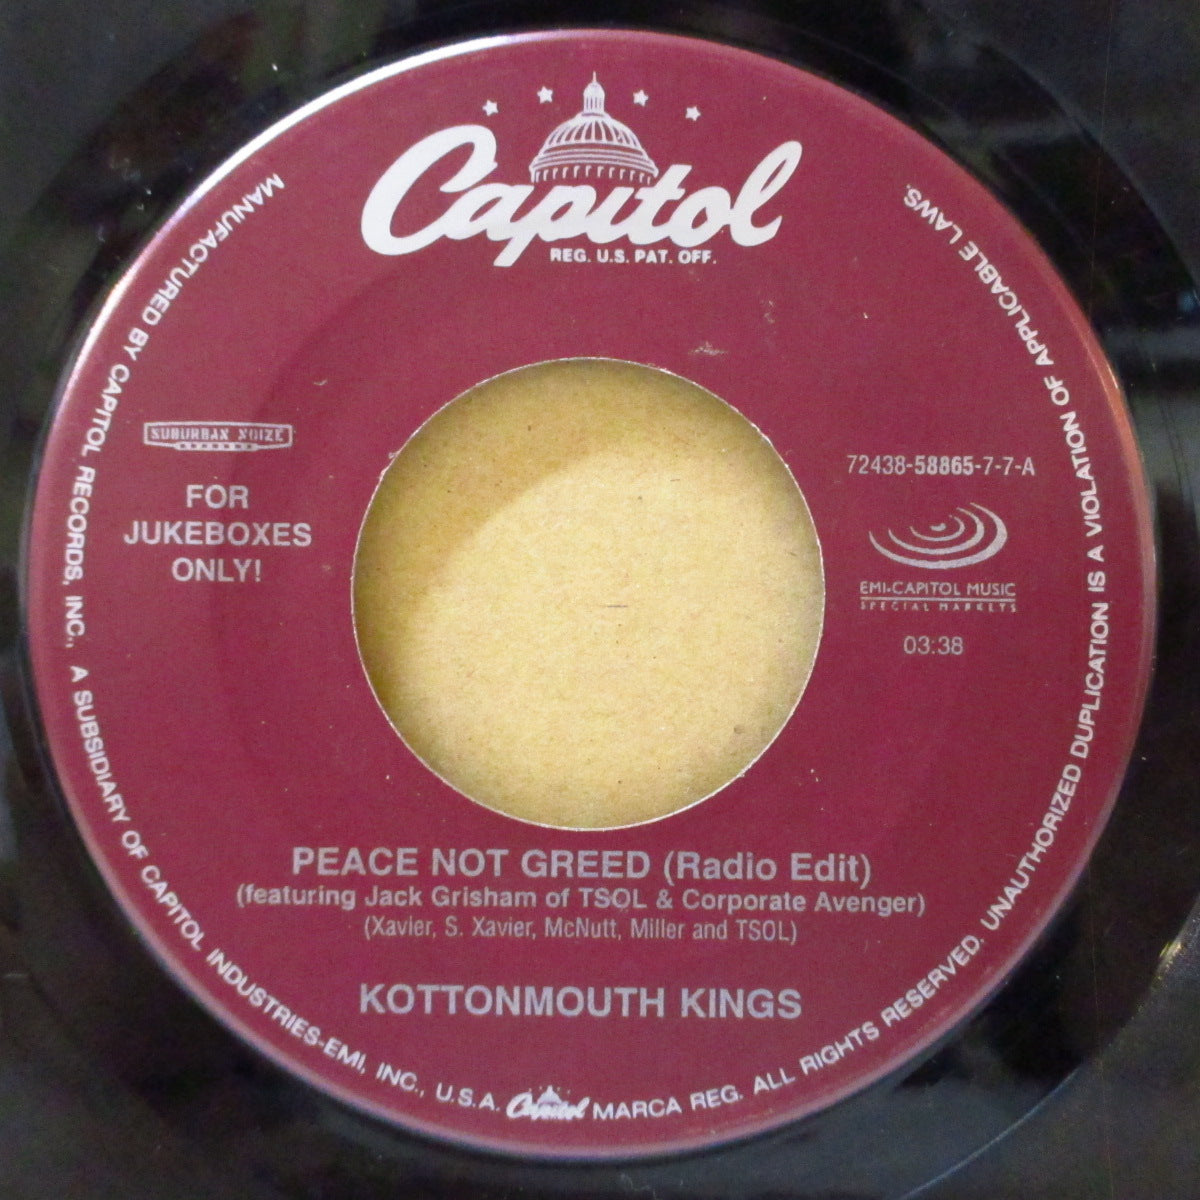 Capitol
REG. U.S. PAT. OFF.
SUBURBAN NOIZE
FOR
JUKEBOXES
ONLY!
72438-58865-7-7-A
EMI-CAPITOL MUSIC
SPECIAL MARKETS
03:38
PEACE NOT GREED (Radio Edit)
(featuring Jack Grisham of TSOL & Corporate Avenger)
(Xavier, S. Xavier, McNutt, Miller and TSOL)
KOTTONMOUTH KINGS
MANUFACTURED BY CAPITOL RECORDS, INC., A SUBSIDIARY OF CAPITOL INDUSTRIES-EMI, INC., U.S.A. Capitol MARCA REG. ALL RIGHTS RESERVED. UNAUTHORIZED DUPLICATION IS A VIOLATION OF APPLICABLE LAWS.